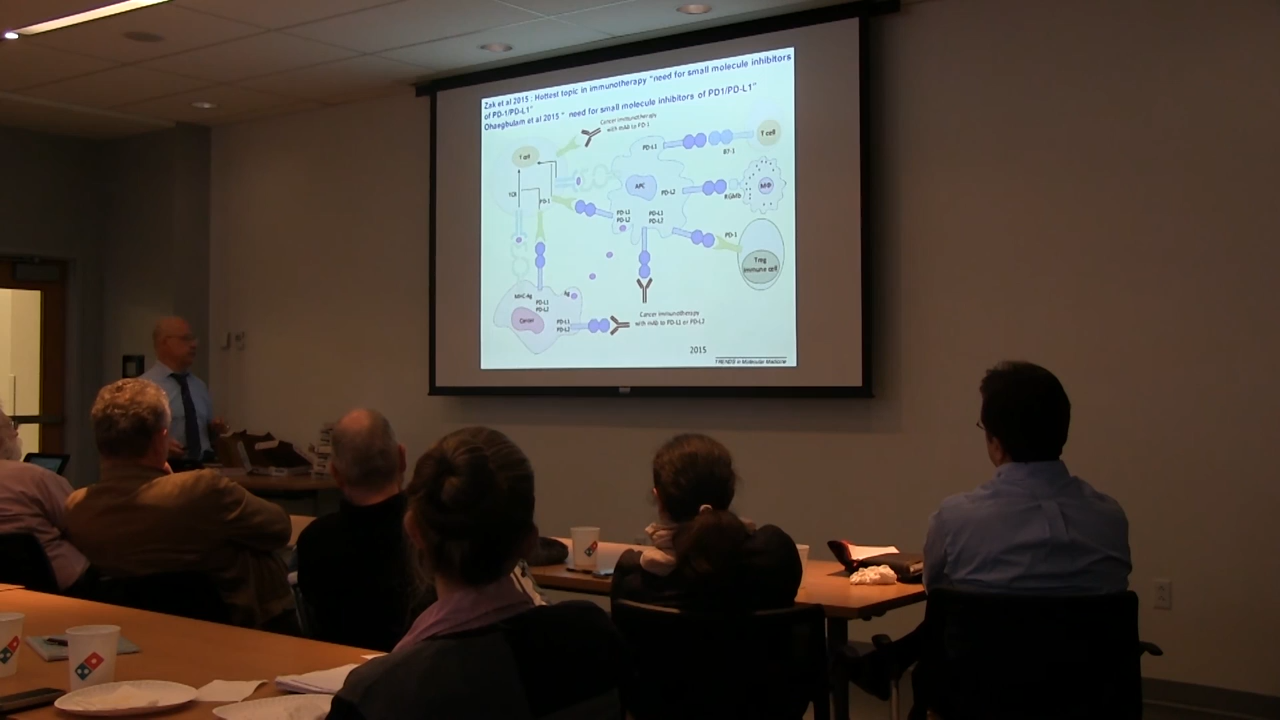 Zak et al 2015 : Hottest topic in immunotherapy "need for small molecule inhibitors
of PD-1/PD-L1"
Ohaegbulam et al 2015 " need for small molecule inhibitors of PD1/PD-L1"
Cancer immunotherapy
with mAb to PD-1
T cell
PD-L1
B7-1
T cell
TCR
PD-1
APC
PD-L2
RGMb
MΦ
PD-L1
PD-L2
PD-L1
PD-L2
PD-1
Treg
immune cell
MHC-Ag
PD-L1
PD-L2
Ag
Cancer
PD-L1
PD-L2
Cancer immunotherapy
with mAb to PD-L1 or PD-L2
2015
TRENDS in Molecular Medicine